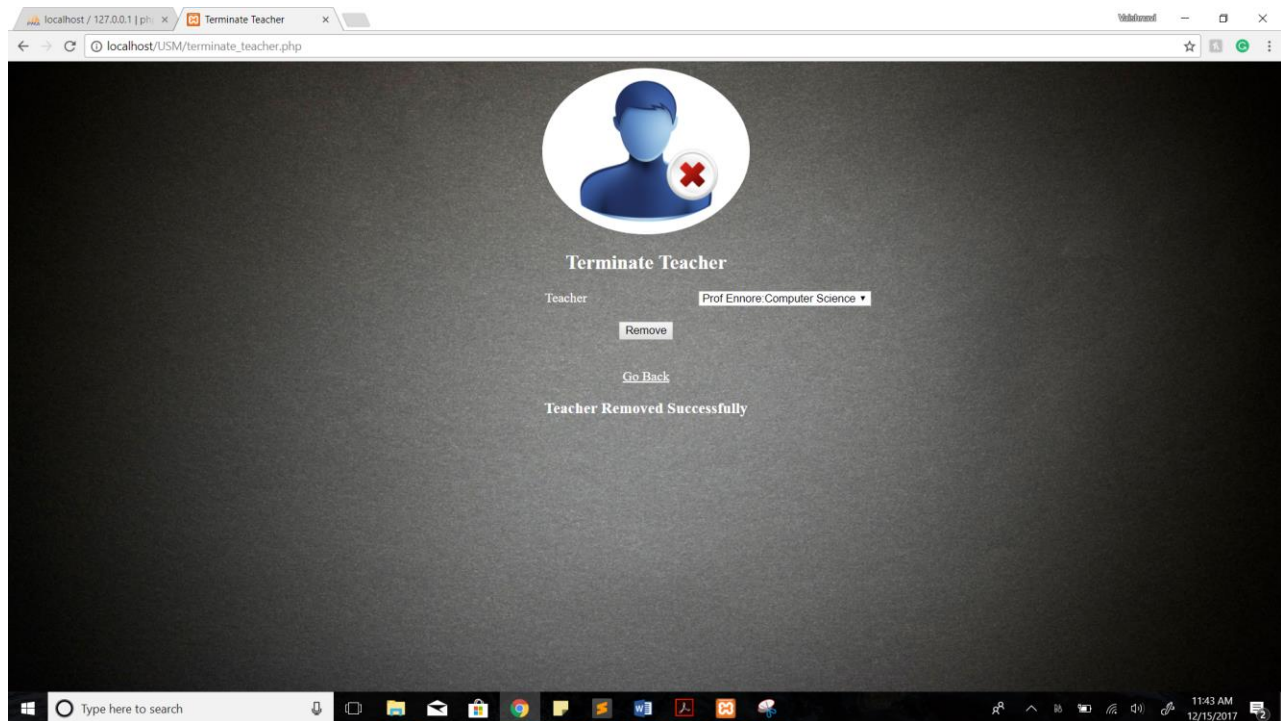 localhost / 127.0.0.1 | ph
Terminate Teacher
localhost/USM/terminate_teacher.php
Terminate Teacher
Teacher
Prof Ennore:Computer Science
Remove
Go Back
Teacher Removed Successfully
Type here to search
11:43 AM
12/15/2017
2